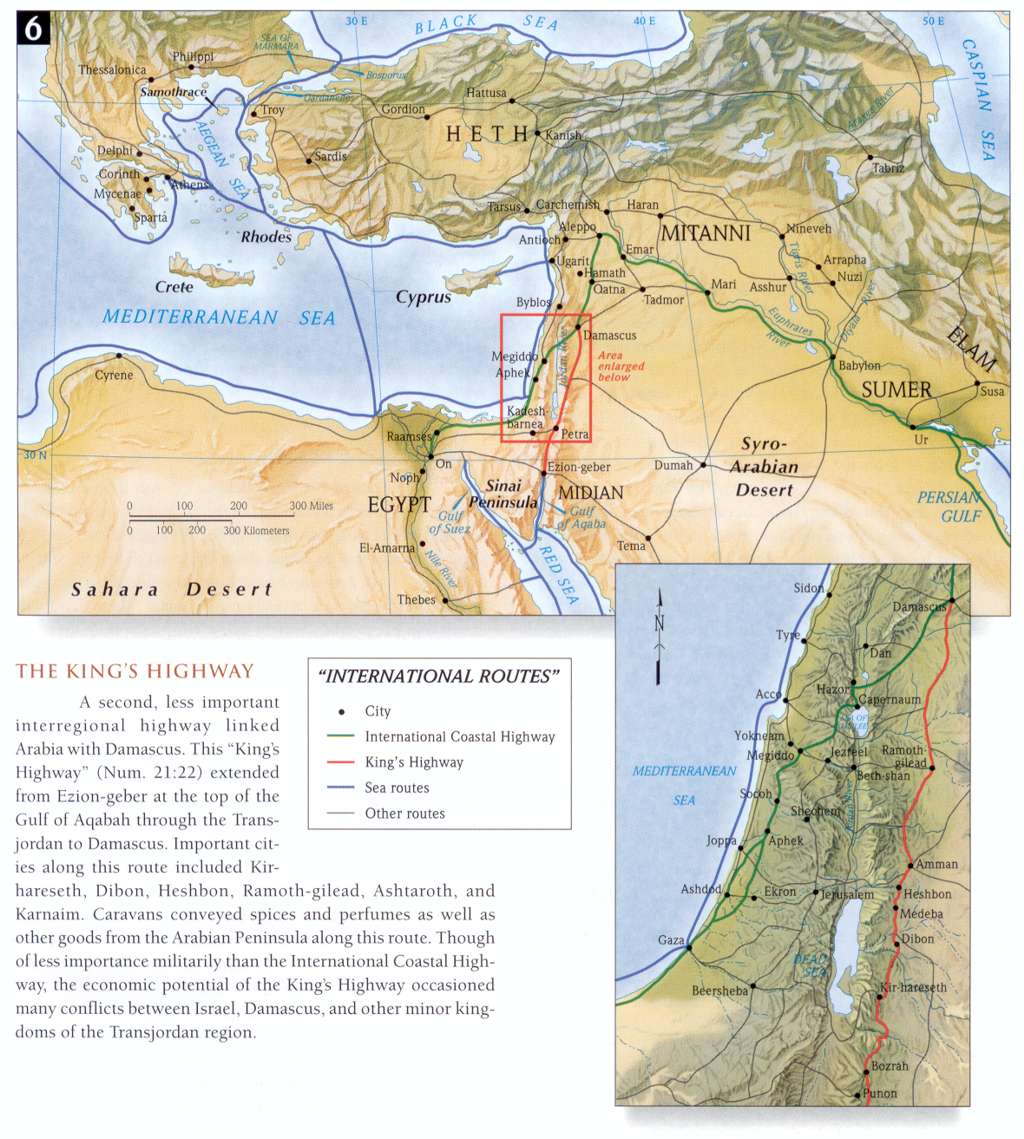 6
30 E
BLACK SEA
40 E
50 E
CASPIAN SEA
SEA OF
MARMARA
Philippi
Thessalonica
Bosporus
Samothrace
Dardanelles
Troy
Gordion
Hattusa
Araxes River
HETH
Kanish
AEGEAN SEA
Delphi
Sardis
Tabriz
Corinth
Athens
Mycenae
Sparta
Tarsus
Carchemish
Haran
Rhodes
Aleppo
MITANNI
Nineveh
Antioch
Emar
Tigris River
Arrapha
Ugarit
Hamath
Asshur
Nuzi
Crete
Cyprus
Qatna
Mari
Tadmor
Byblos
Diyala River
MEDITERRANEAN SEA
Euphrates
River
Damascus
ELAM
Jordan River
Megiddo
Area
enlarged
below
Cyrene
Aphek
Babylon
SUMER
Susa
Kadesh-
barnea
Raamses
Petra
Ur
30 N
On
Syro-
Arabian
Desert
Noph
Ezion-geber
Dumah
Sinai
Peninsula
MIDIAN
EGYPT
PERSIAN
GULF
0 100 200 300 Miles
0 100 200 300 Kilometers
Gulf
of Suez
Gulf
of Aqaba
El-Amarna
Nile River
RED SEA
Tema
Sahara Desert
Thebes
THE KING'S HIGHWAY
A second, less important
interregional highway linked
Arabia with Damascus. This “King's
Highway” (Num. 21:22) extended
from Ezion-geber at the top of the
Gulf of Aqabah through the Trans-
jordan to Damascus. Important cit-
ies along this route included Kir-
hareseth, Dibon, Heshbon, Ramoth-gilead, Ashtaroth, and
Karnaim. Caravans conveyed spices and perfumes as well as
other goods from the Arabian Peninsula along this route. Though
of less importance militarily than the International Coastal High-
way, the economic potential of the King's Highway occasioned
many conflicts between Israel, Damascus, and other minor king-
doms of the Transjordan region.
“INTERNATIONAL ROUTES”
City
International Coastal Highway
King's Highway
Sea routes
Other routes
N
Sidon
Damascus
Tyre
Dan
Hazor
Acco
Capernaum
Yokneam
Megiddo
Jezreel
Ramoth-
gilead
MEDITERRANEAN
SEA
Beth-shan
Socoh
Shechem
Jordan River
Joppa
Aphek
Amman
Ashdod
Ekron
Jerusalem
Heshbon
Medeba
Gaza
Dibon
DEAD
SEA
Beersheba
Kir-hareseth
Bozrah
Punon